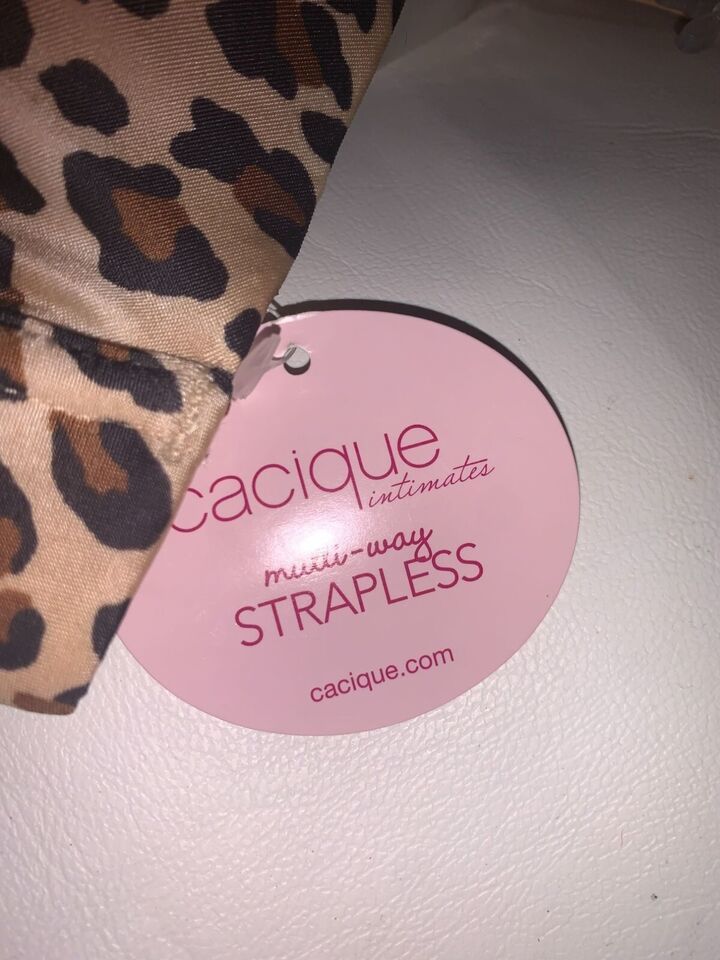 cacique
intimates
multi-way
STRAPLESS
cacique.com